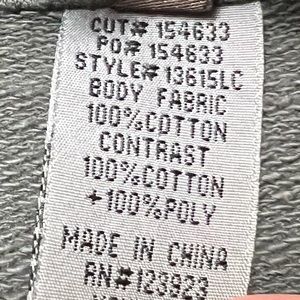 CUT# 154633
PO# 154633
STYLE# 13615LC
BODY FABRIC
100%COTTON
CONTRAST
100%COTTON
+100%POLY
MADE IN CHINA
RN#123923